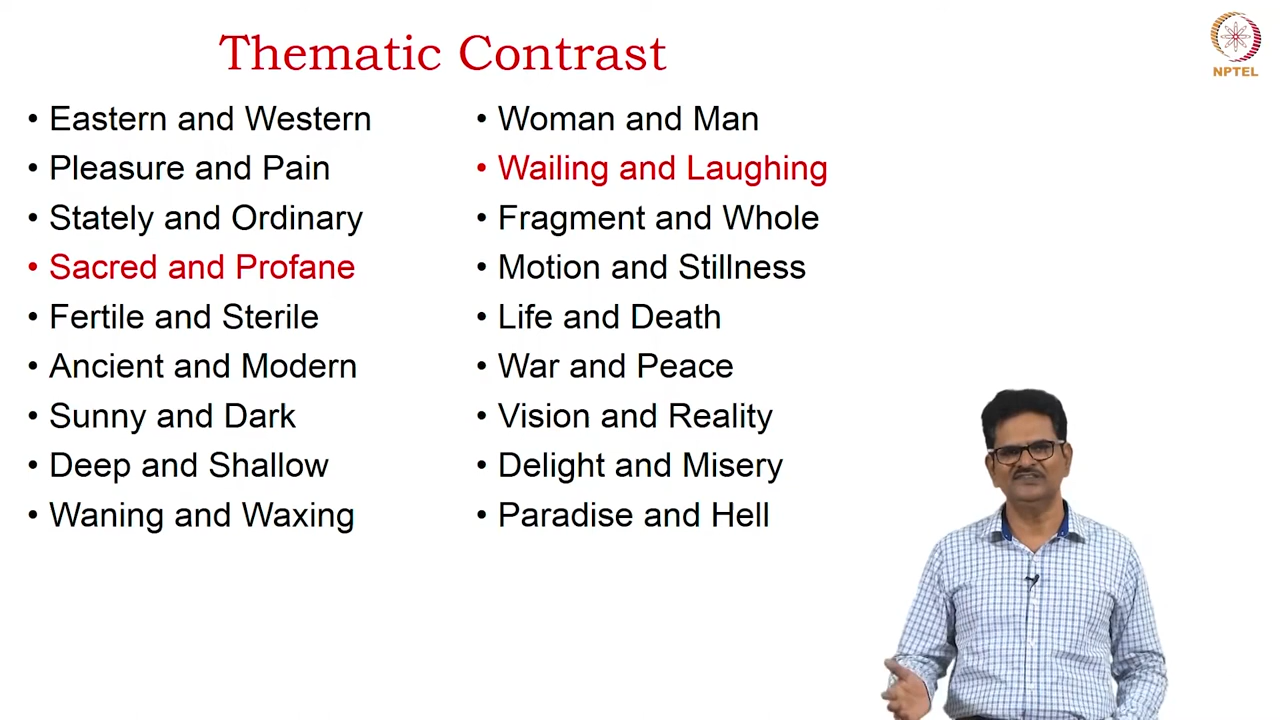 Thematic Contrast
NPTEL
• Eastern and Western
• Pleasure and Pain
• Stately and Ordinary
• Sacred and Profane
• Fertile and Sterile
• Ancient and Modern
• Sunny and Dark
• Deep and Shallow
• Waning and Waxing
• Woman and Man
• Wailing and Laughing
• Fragment and Whole
• Motion and Stillness
• Life and Death
• War and Peace
• Vision and Reality
• Delight and Misery
• Paradise and Hell